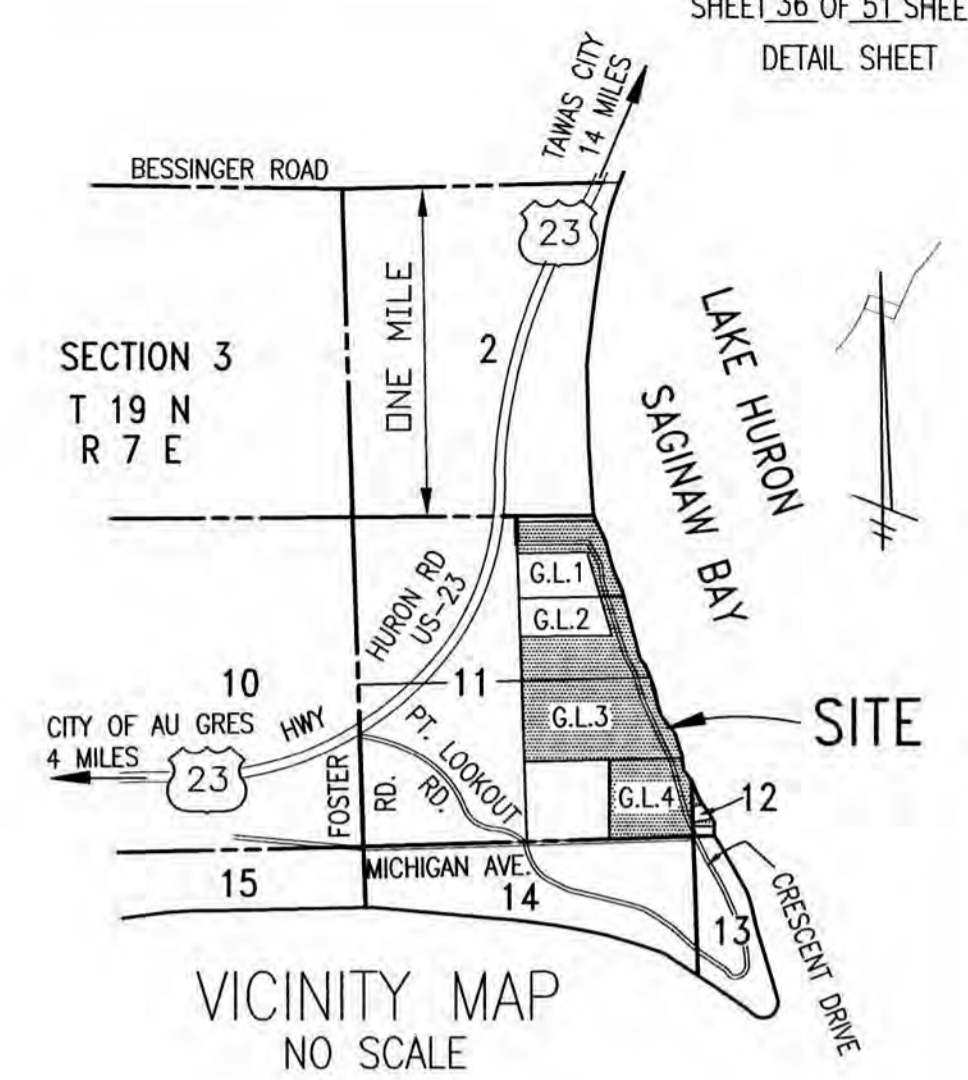 SHEET 36 OF 51 SHEE
DETAIL SHEET
TAWAS CITY
14 MILES
BESSINGER ROAD
23
ONE MILE
2
SECTION 3
T 19 N
R 7 E
LAKE HURON
SAGINAW BAY
G.L.1
HURON RD
US-23
G.L.2
10
11
G.L.3
SITE
CITY OF AU GRES
4 MILES
HWY
23
PT. LOOKOUT
RD.
FOSTER
RD.
G.L.4
12
MICHIGAN AVE.
15
14
13
CRESCENT DRIVE
VICINITY MAP
NO SCALE